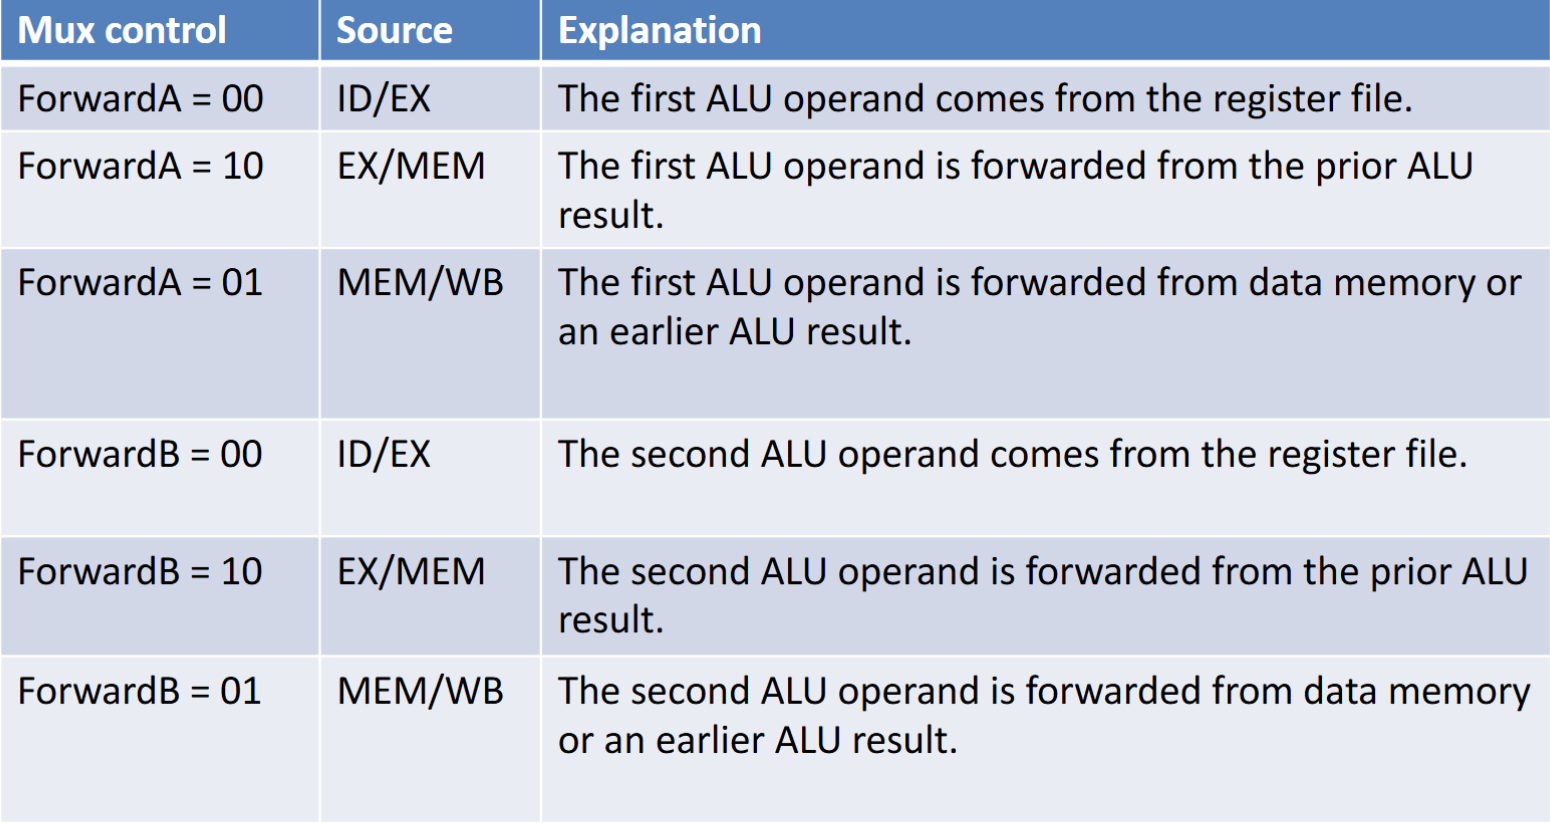 Mux control Source Explanation
ForwardA = 00 ID/EX The first ALU operand comes from the register file.
ForwardA = 10 EX/MEM The first ALU operand is forwarded from the prior ALU
result.
ForwardA = 01 MEM/WB The first ALU operand is forwarded from data memory or
an earlier ALU result.
ForwardB = 00 ID/EX The second ALU operand comes from the register file.
ForwardB = 10 EX/MEM The second ALU operand is forwarded from the prior ALU
result.
ForwardB = 01 MEM/WB The second ALU operand is forwarded from data memory
or an earlier ALU result.